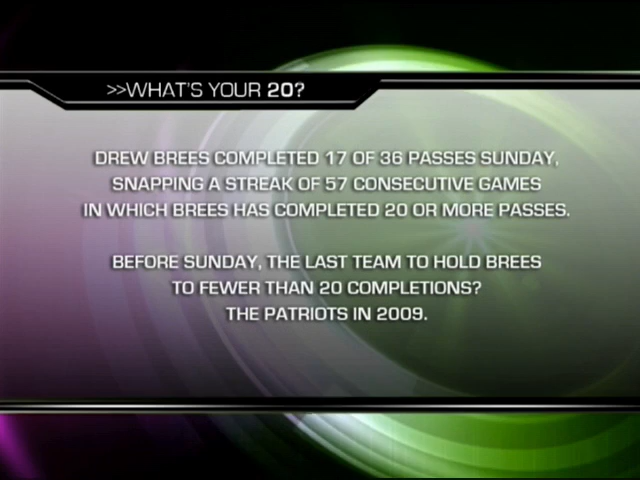 >>WHAT'S YOUR 20?
DREW BREES COMPLETED 17 OF 36 PASSES SUNDAY,
SNAPPING A STREAK OF 57 CONSECUTIVE GAMES
IN WHICH BREES HAS COMPLETED 20 OR MORE PASSES.
BEFORE SUNDAY, THE LAST TEAM TO HOLD BREES
TO FEWER THAN 20 COMPLETIONS?
THE PATRIOTS IN 2009.